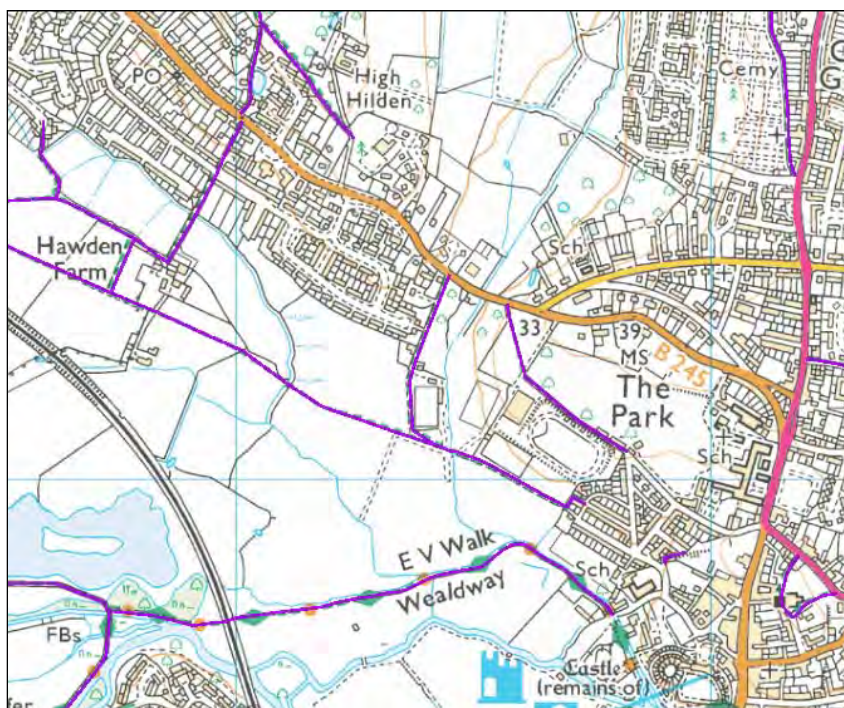 PO
High
Hilden
Cemy
G
G
Hawden
Farm
Sch
33
39
MS
B 245
The
Park
Sch
E V Walk
Wealdway
Sch
FBs
fer
Castle
(remains of)